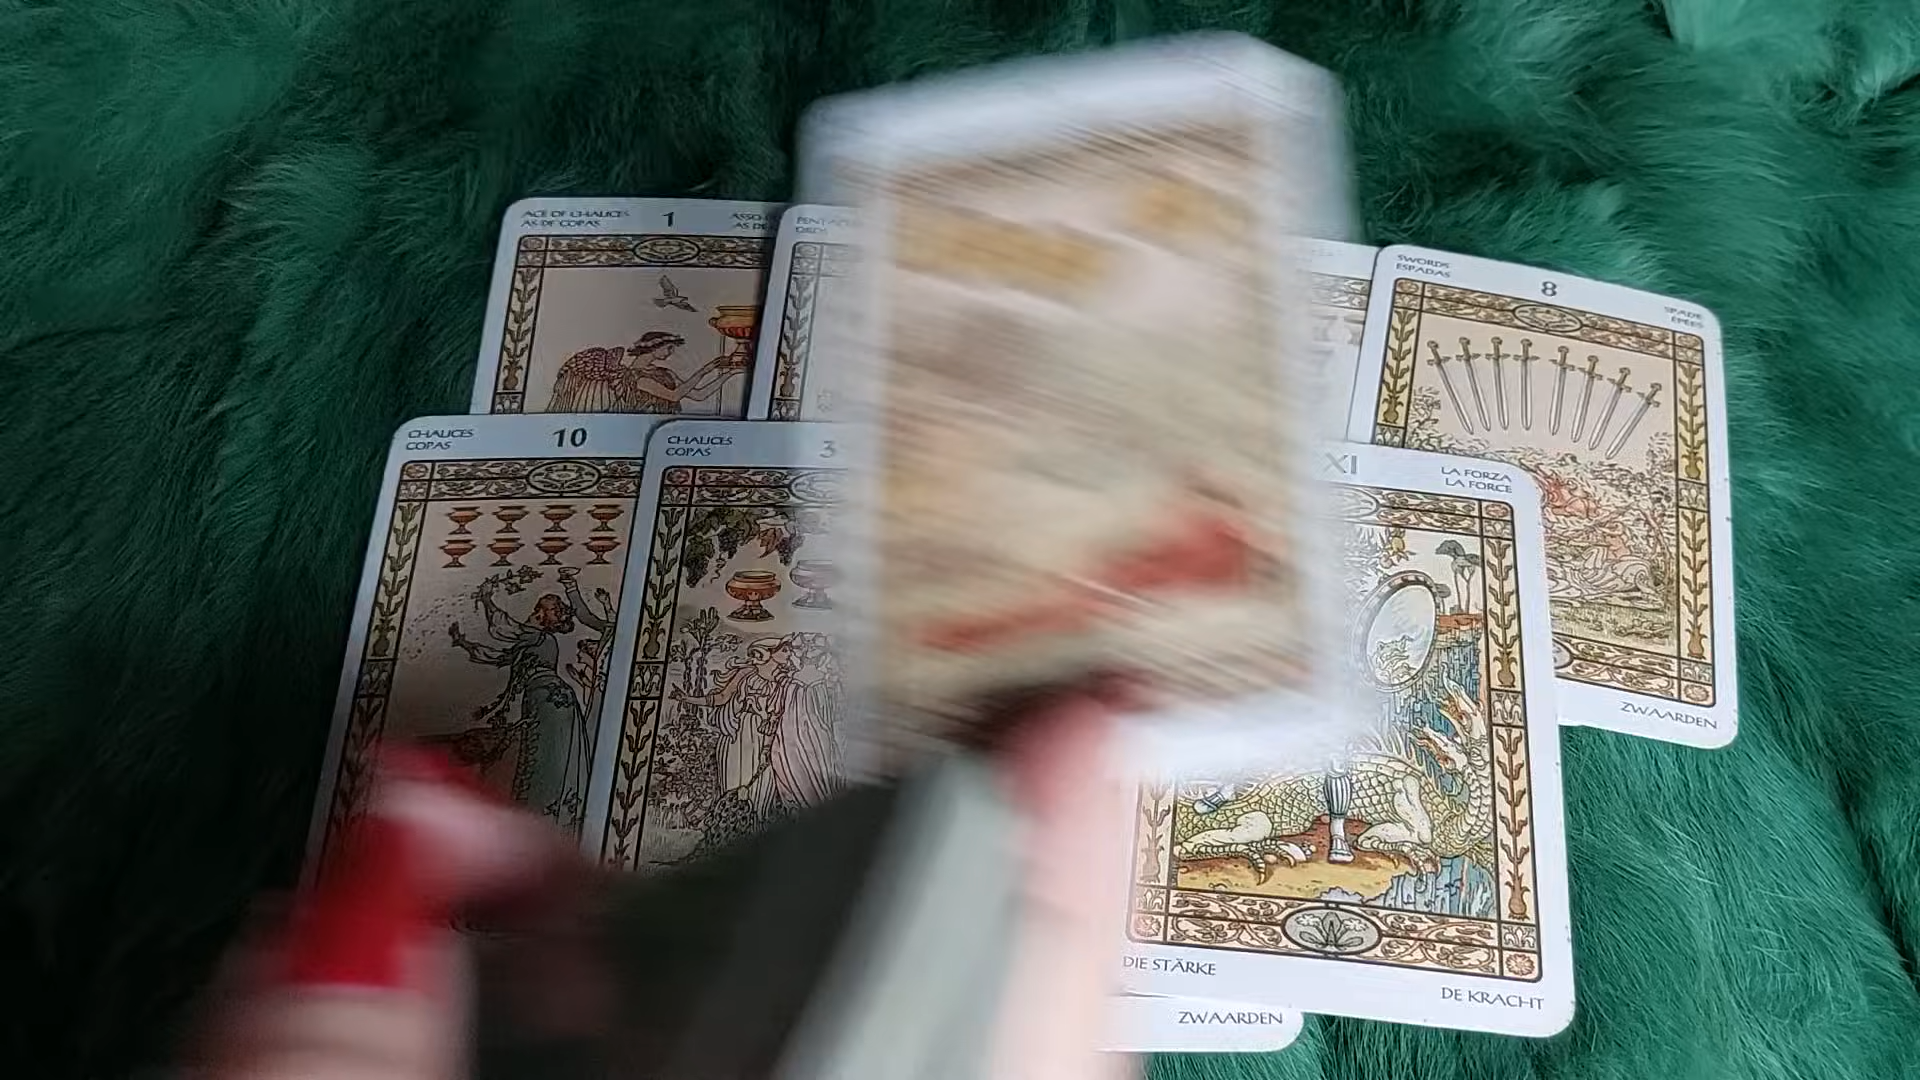 ACE OF CHALICES
AS DE COPAS
1
SWORDS
ESPADAS
8
SPADE
ÉPÉES
CHALICES
COPAS
10
CHALICES
COPAS
3
XI
LA FORZA
LA FORCE
ZWAARDEN
DIE STÄRKE
DE KRACHT
ZWAARDEN